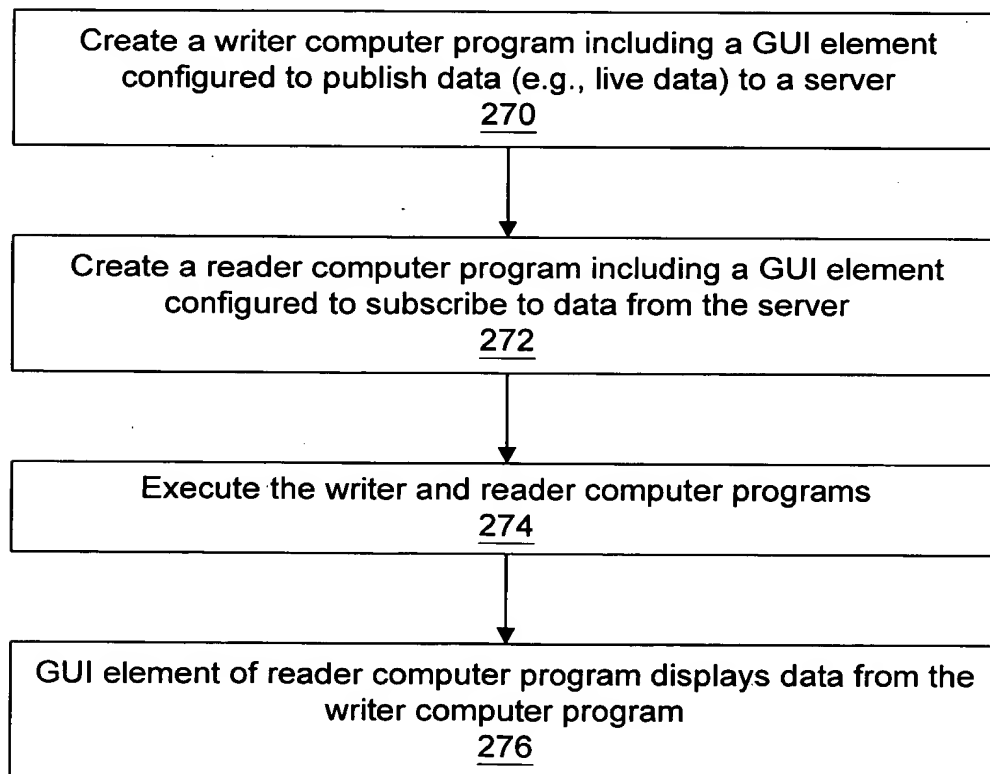 Create a writer computer program including a GUI element
configured to publish data (e.g., live data) to a server
270
Create a reader computer program including a GUI element
configured to subscribe to data from the server
272
Execute the writer and reader computer programs
274
GUI element of reader computer program displays data from the
writer computer program
276